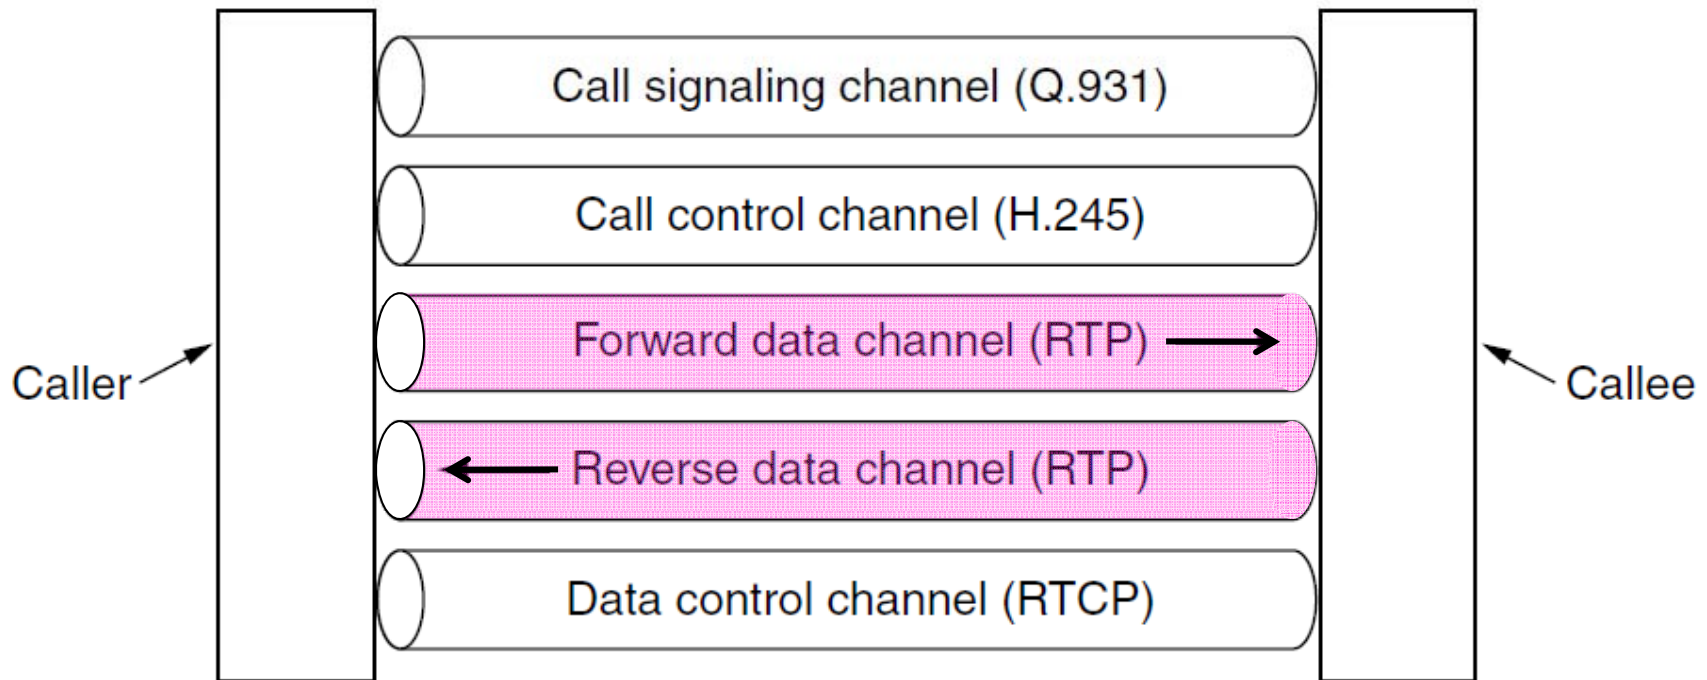 Call signaling channel (Q.931)
Call control channel (H.245)
Forward data channel (RTP)
Caller
Callee
Reverse data channel (RTP)
Data control channel (RTCP)